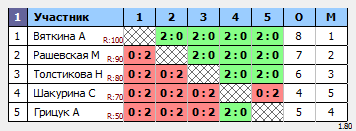 1 Участник 1 2 3 4 5 О М
1 Вяткина А R:100 2:0 2:0 2:0 2:0 8 1
2 Рашевская М R:90 0:2 2:0 2:0 2:0 7 2
3 Толстикова Н R:80 0:2 0:2 2:0 2:0 6 3
4 Шакурина С R:70 0:2 0:2 0:2 0:2 4 5
5 Грицук А R:50 0:2 0:2 0:2 2:0 5 4
1.80